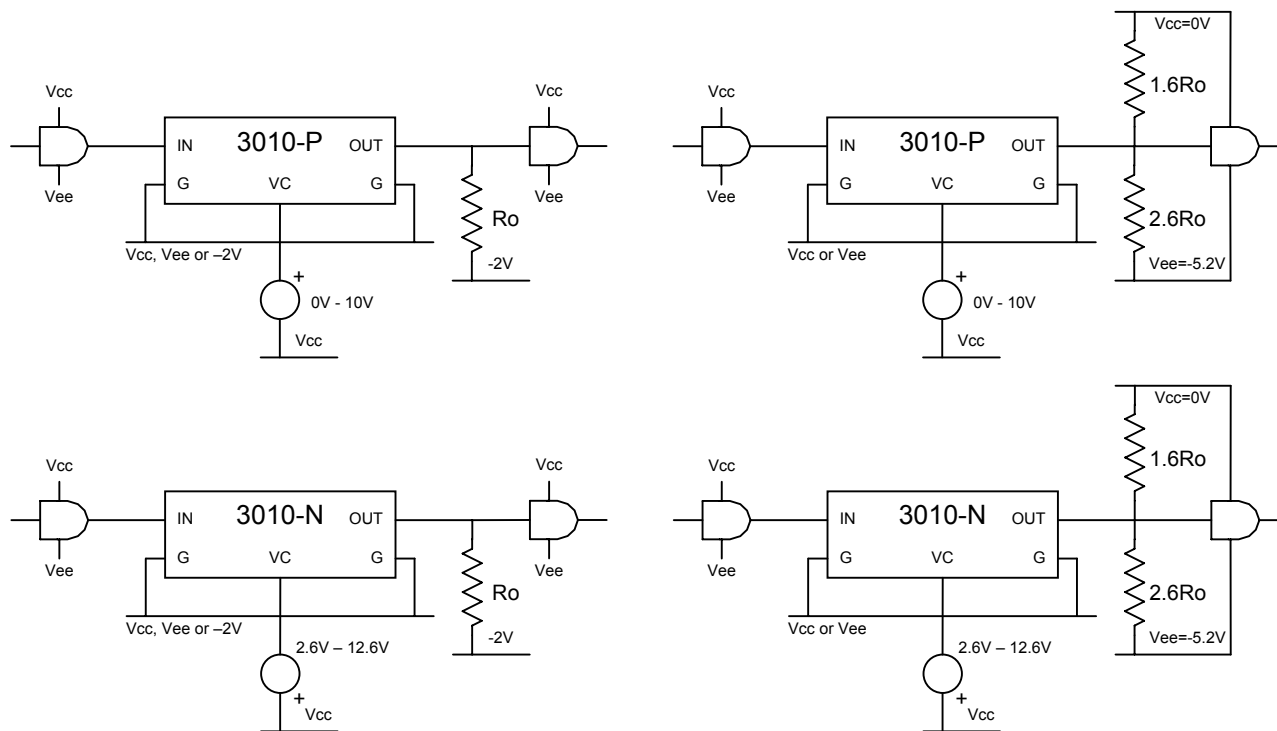 Vcc
Vee
IN
3010-P
OUT
G
VC
G
Vcc
Vee
Ro
-2V
Vcc, Vee or –2V
+
0V - 10V
Vcc
Vcc
Vee
IN
3010-P
OUT
G
VC
G
Vcc=0V
1.6Ro
2.6Ro
Vee=-5.2V
Vcc or Vee
+
0V - 10V
Vcc
Vcc
Vee
IN
3010-N
OUT
G
VC
G
Vcc
Vee
Ro
-2V
Vcc, Vee or –2V
2.6V – 12.6V
+
Vcc
Vcc
Vee
IN
3010-N
OUT
G
VC
G
Vcc=0V
1.6Ro
2.6Ro
Vee=-5.2V
Vcc or Vee
2.6V – 12.6V
+
Vcc